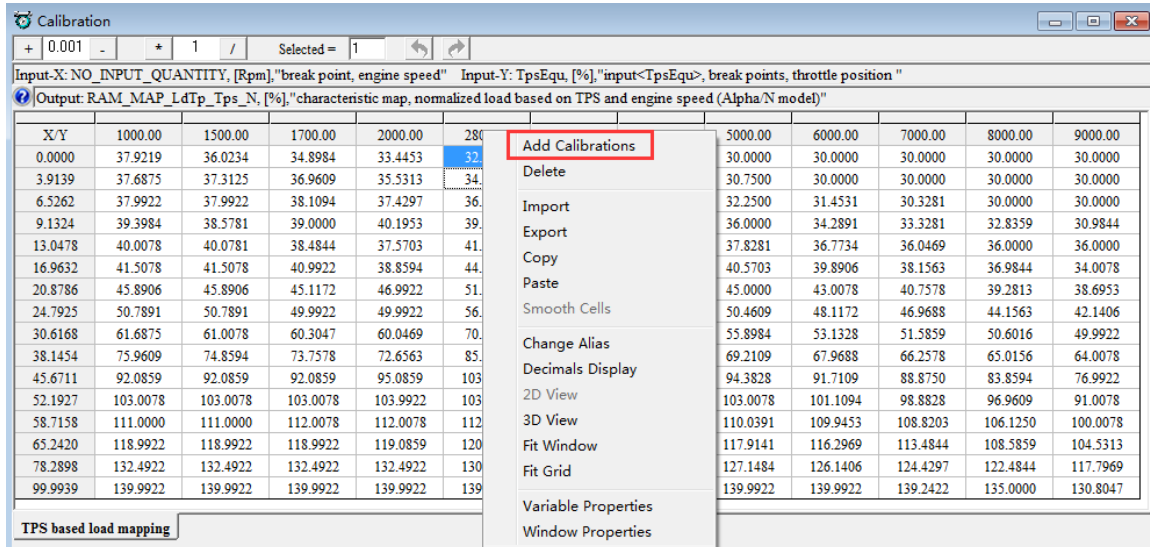 Calibration
+ 0.001 - * 1 / Selected = 1
Input-X: NO_INPUT_QUANTITY, [Rpm],"break point, engine speed" Input-Y: TpsEqu, [%],"input<TpsEqu>, break points, throttle position "
Output: RAM_MAP_LdTp_Tps_N, [%],"characteristic map, normalized load based on TPS and engine speed (Alpha/N model)"
X/Y 1000.00 1500.00 1700.00 2000.00 280 5000.00 6000.00 7000.00 8000.00 9000.00
0.0000 37.9219 36.0234 34.8984 33.4453 32. 30.0000 30.0000 30.0000 30.0000 30.0000
3.9139 37.6875 37.3125 36.9609 35.5313 34. 30.7500 30.0000 30.0000 30.0000 30.0000
6.5262 37.9922 37.9922 38.1094 37.4297 36. 32.2500 31.4531 30.3281 30.0000 30.0000
9.1324 39.3984 38.5781 39.0000 40.1953 39. 36.0000 34.2891 33.3281 32.8359 30.9844
13.0478 40.0078 40.0781 38.4844 37.5703 41. 37.8281 36.7734 36.0469 36.0000 36.0000
16.9632 41.5078 41.5078 40.9922 38.8594 44. 40.5703 39.8906 38.1563 36.9844 34.0078
20.8786 45.8906 45.8906 45.1172 46.9922 51. 45.0000 43.0078 40.7578 39.2813 38.6953
24.7925 50.7891 50.7891 49.9922 49.9922 56. 50.4609 48.1172 46.9688 44.1563 42.1406
30.6168 61.6875 61.0078 60.3047 60.0469 70. 55.8984 53.1328 51.5859 50.6016 49.9922
38.1454 75.9609 74.8594 73.7578 72.6563 85. 69.2109 67.9688 66.2578 65.0156 64.0078
45.6711 92.0859 92.0859 92.0859 95.0859 103 94.3828 91.7109 88.8750 83.8594 76.9922
52.1927 103.0078 103.0078 103.0078 103.9922 103 103.0078 101.1094 98.8828 96.9609 91.0078
58.7158 111.0000 111.0000 112.0078 112.0078 112 110.0391 109.9453 108.8203 106.1250 100.0078
65.2420 118.9922 118.9922 118.9922 119.0859 120 117.9141 116.2969 113.4844 108.5859 104.5313
78.2898 132.4922 132.4922 132.4922 132.4922 130 127.1484 126.1406 124.4297 122.4844 117.7969
99.9939 139.9922 139.9922 139.9922 139.9922 139 139.9922 139.9922 139.2422 135.0000 130.8047
Add Calibrations
Delete
Import
Export
Copy
Paste
Smooth Cells
Change Alias
Decimals Display
2D View
3D View
Fit Window
Fit Grid
Variable Properties
Window Properties
TPS based load mapping